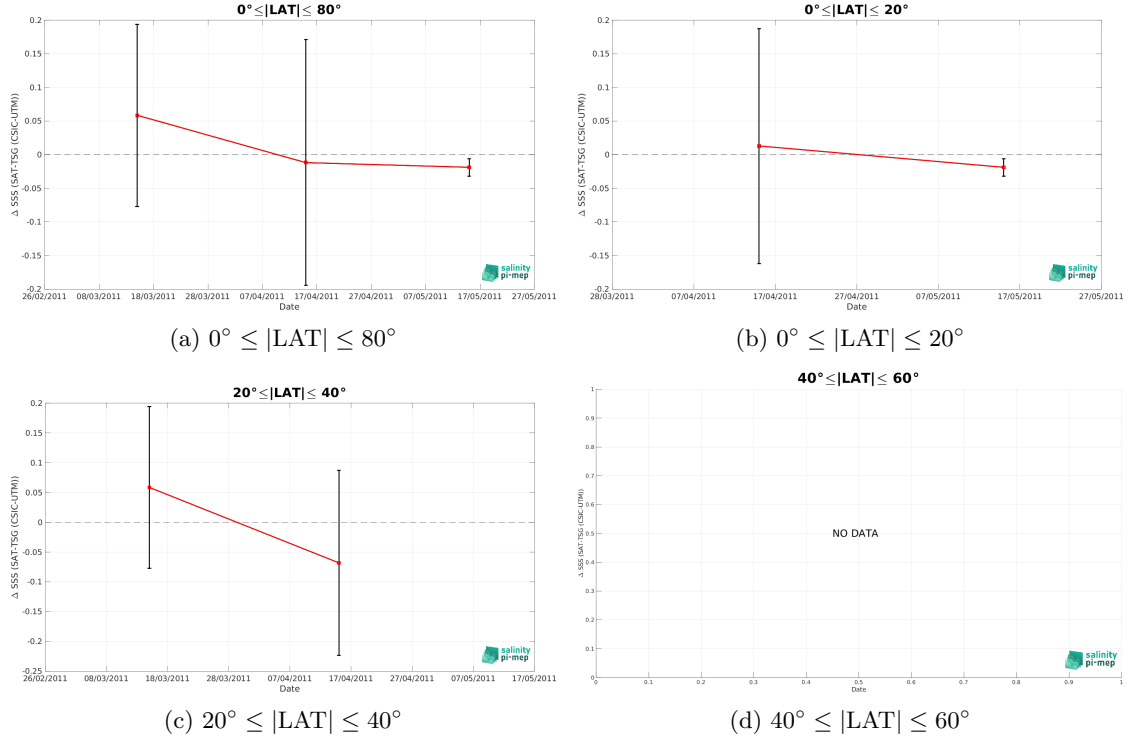 0°≤|LAT|≤ 80°
Δ SSS (SAT-TSG (CSIC-UTM))
0.2
0.15
0.1
0.05
0
-0.05
-0.1
-0.15
-0.2
26/02/2011 08/03/2011 18/03/2011 28/03/2011 07/04/2011 17/04/2011 27/04/2011 07/05/2011 17/05/2011 27/05/2011
Date
salinity
pi-mep
(a) 0° ≤ |LAT| ≤ 80°
0°≤|LAT|≤ 20°
Δ SSS (SAT-TSG (CSIC-UTM))
0.2
0.15
0.1
0.05
0
-0.05
-0.1
-0.15
-0.2
28/03/2011 07/04/2011 17/04/2011 27/04/2011 07/05/2011 17/05/2011 27/05/2011
Date
salinity
pi-mep
(b) 0° ≤ |LAT| ≤ 20°
20°≤|LAT|≤ 40°
Δ SSS (SAT-TSG (CSIC-UTM))
0.2
0.15
0.1
0.05
0
-0.05
-0.1
-0.15
-0.2
-0.25
26/02/2011 08/03/2011 18/03/2011 28/03/2011 07/04/2011 17/04/2011 27/04/2011 07/05/2011 17/05/2011
Date
salinity
pi-mep
(c) 20° ≤ |LAT| ≤ 40°
40°≤|LAT|≤ 60°
Δ SSS (SAT-TSG (CSIC-UTM))
1
0.9
0.8
0.7
0.6
0.5
0.4
0.3
0.2
0.1
0
NO DATA
0 0.1 0.2 0.3 0.4 0.5 0.6 0.7 0.8 0.9 1
Date
salinity
pi-mep
(d) 40° ≤ |LAT| ≤ 60°